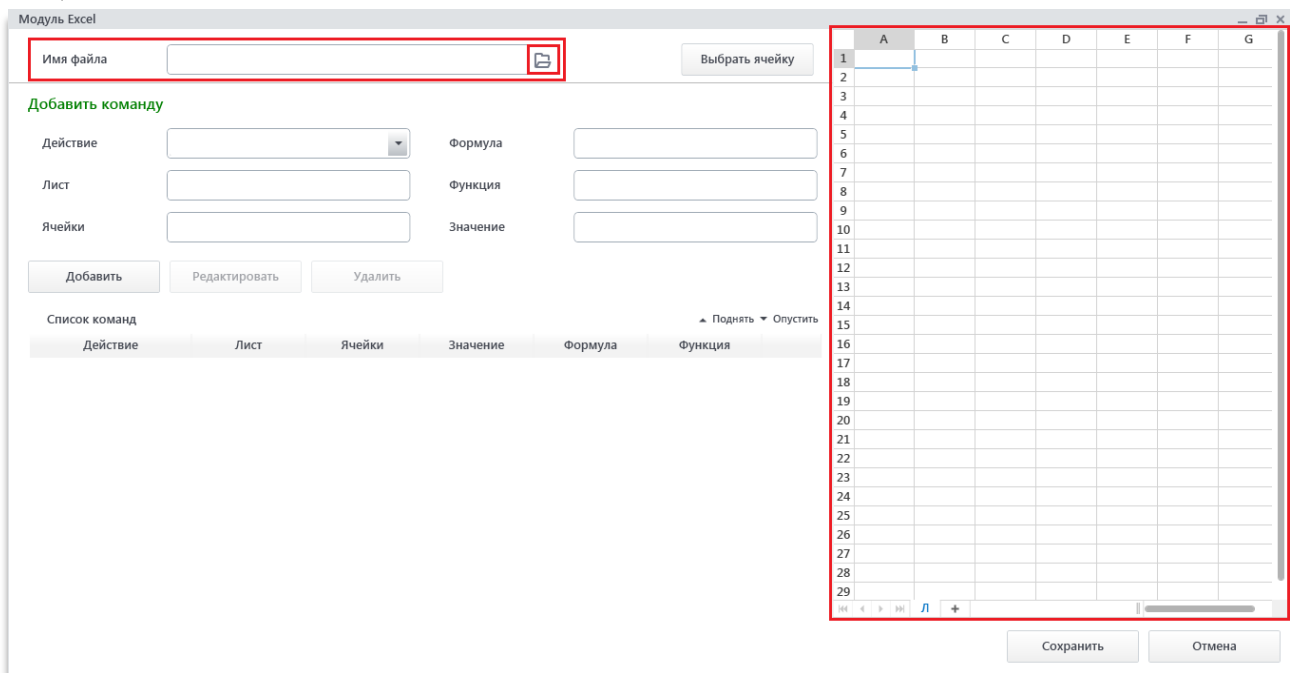 Модуль Excel
Имя файла
Выбрать ячейку
Добавить команду
Действие
Формула
Лист
Функция
Ячейки
Значение
Добавить Редактировать Удалить
Список команд
Поднять Опустить
Действие Лист Ячейки Значение Формула Функция
A B C D E F G
1
2
3
4
5
6
7
8
9
10
11
12
13
14
15
16
17
18
19
20
21
22
23
24
25
26
27
28
29
Л +
Сохранить Отмена